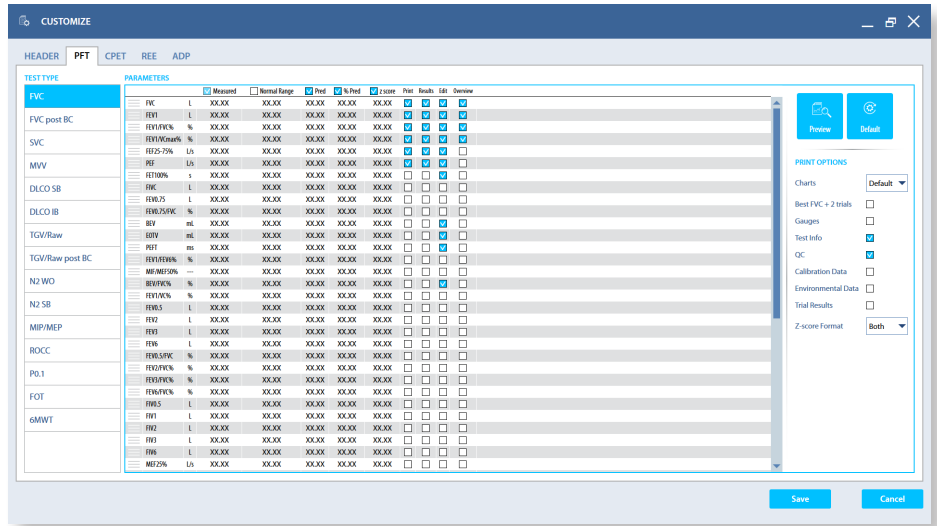 CUSTOMIZE
HEADER PFT CPET REE ADP
TEST TYPE
FVC
FVC post BC
SVC
MVV
DLCO SB
DLCO IB
TGV/Raw
TGV/Raw post BC
N2 WO
N2 SB
MIP/MEP
ROCC
P0.1
FOT
6MWT
PARAMETERS
Measured Normal Range Pred % Pred z score Print Results Edit Overview
FVC L XX.XX XX.XX XX.XX XX.XX XX.XX
FEV1 L XX.XX XX.XX XX.XX XX.XX XX.XX
FEV1/FVC% % XX.XX XX.XX XX.XX XX.XX XX.XX
FEV1/VCmax% % XX.XX XX.XX XX.XX XX.XX XX.XX
FEF25-75% L/s XX.XX XX.XX XX.XX XX.XX XX.XX
PEF L/s XX.XX XX.XX XX.XX XX.XX XX.XX
FET100% s XX.XX XX.XX XX.XX XX.XX XX.XX
FIVC L XX.XX XX.XX XX.XX XX.XX XX.XX
FEV0.75 L XX.XX XX.XX XX.XX XX.XX XX.XX
FEV0.75/FVC % XX.XX XX.XX XX.XX XX.XX XX.XX
BEV mL XX.XX XX.XX XX.XX XX.XX XX.XX
EOTV mL XX.XX XX.XX XX.XX XX.XX XX.XX
PEFT ms XX.XX XX.XX XX.XX XX.XX XX.XX
FEV1/FEV6% % XX.XX XX.XX XX.XX XX.XX XX.XX
MIF/MEF50% --- XX.XX XX.XX XX.XX XX.XX XX.XX
BEV/FVC% % XX.XX XX.XX XX.XX XX.XX XX.XX
FEV1/VC% % XX.XX XX.XX XX.XX XX.XX XX.XX
FEV0.5 L XX.XX XX.XX XX.XX XX.XX XX.XX
FEV2 L XX.XX XX.XX XX.XX XX.XX XX.XX
FEV3 L XX.XX XX.XX XX.XX XX.XX XX.XX
FEV6 L XX.XX XX.XX XX.XX XX.XX XX.XX
FEV0.5/FVC % XX.XX XX.XX XX.XX XX.XX XX.XX
FEV2/FVC% % XX.XX XX.XX XX.XX XX.XX XX.XX
FEV3/FVC% % XX.XX XX.XX XX.XX XX.XX XX.XX
FEV6/FVC% % XX.XX XX.XX XX.XX XX.XX XX.XX
FIV0.5 L XX.XX XX.XX XX.XX XX.XX XX.XX
FIV1 L XX.XX XX.XX XX.XX XX.XX XX.XX
FIV2 L XX.XX XX.XX XX.XX XX.XX XX.XX
FIV3 L XX.XX XX.XX XX.XX XX.XX XX.XX
FIV6 L XX.XX XX.XX XX.XX XX.XX XX.XX
MEF25% L/s XX.XX XX.XX XX.XX XX.XX XX.XX
Preview Default
PRINT OPTIONS
Charts Default
Best FVC + 2 trials
Gauges
Test Info
QC
Calibration Data
Environmental Data
Trial Results
Z-score Format Both
Save Cancel